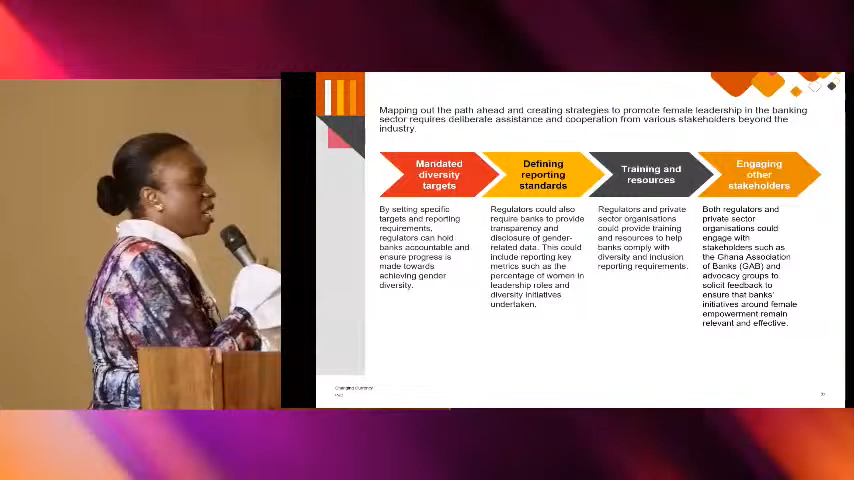 Mapping out the path ahead and creating strategies to promote female leadership in the banking
sector requires deliberate assistance and cooperation from various stakeholders beyond the
industry.
Mandated
diversity
targets
By setting specific
targets and reporting
requirements,
regulators can hold
banks accountable and
ensure progress is
made towards
achieving gender
diversity.
Defining
reporting
standards
Regulators could also
require banks to provide
transparency and
disclosure of gender-
related data. This could
include reporting key
metrics such as the
percentage of women in
leadership roles and
diversity initiatives
undertaken.
Training and
resources
Regulators and private
sector organisations
could provide training
and resources to help
banks comply with
diversity and inclusion
reporting requirements.
Engaging
other
stakeholders
Both regulators and
private sector
organisations could
engage with
stakeholders such as
the Ghana Association
of Banks (GAB) and
advocacy groups to
solicit feedback to
ensure that banks'
initiatives around female
empowerment remain
relevant and effective.
Changing Currency
PwC